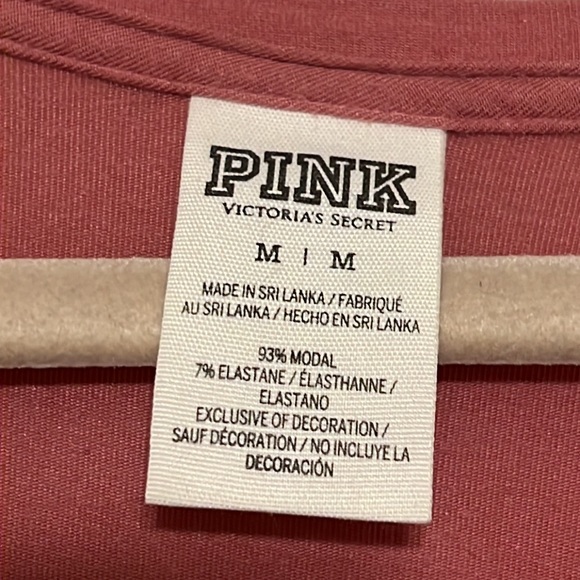 PINK
VICTORIA'S SECRET
M | M
MADE IN SRI LANKA / FABRIQUÉ
AU SRI LANKA / HECHO EN SRI LANKA
93% MODAL
7% ELASTANE / ÉLASTHANNE /
ELASTANO
EXCLUSIVE OF DECORATION /
SAUF DÉCORATION / NO INCLUYE LA
DECORACIÓN